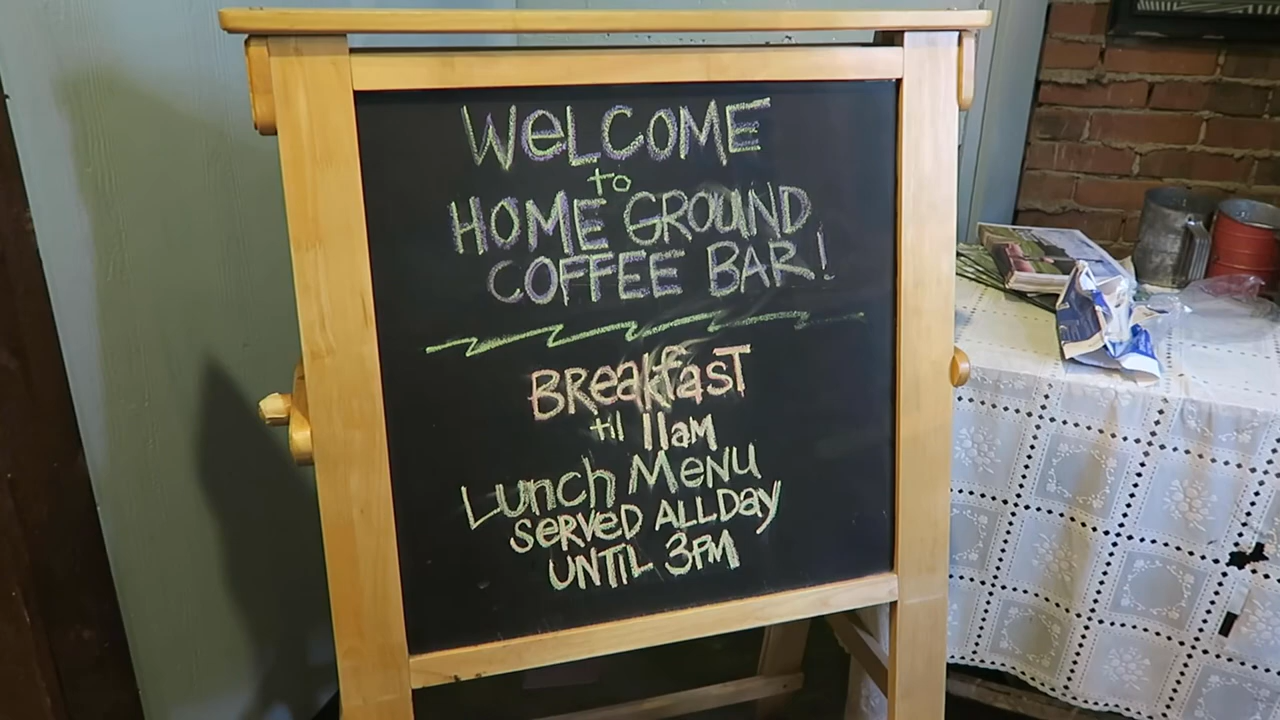 WeLCOME
to
HOME GROUND
COFFEE BAR!
BReakfasT
til 11am
Lunch Menu
SeRVeD ALLDay
UNTIL 3PM